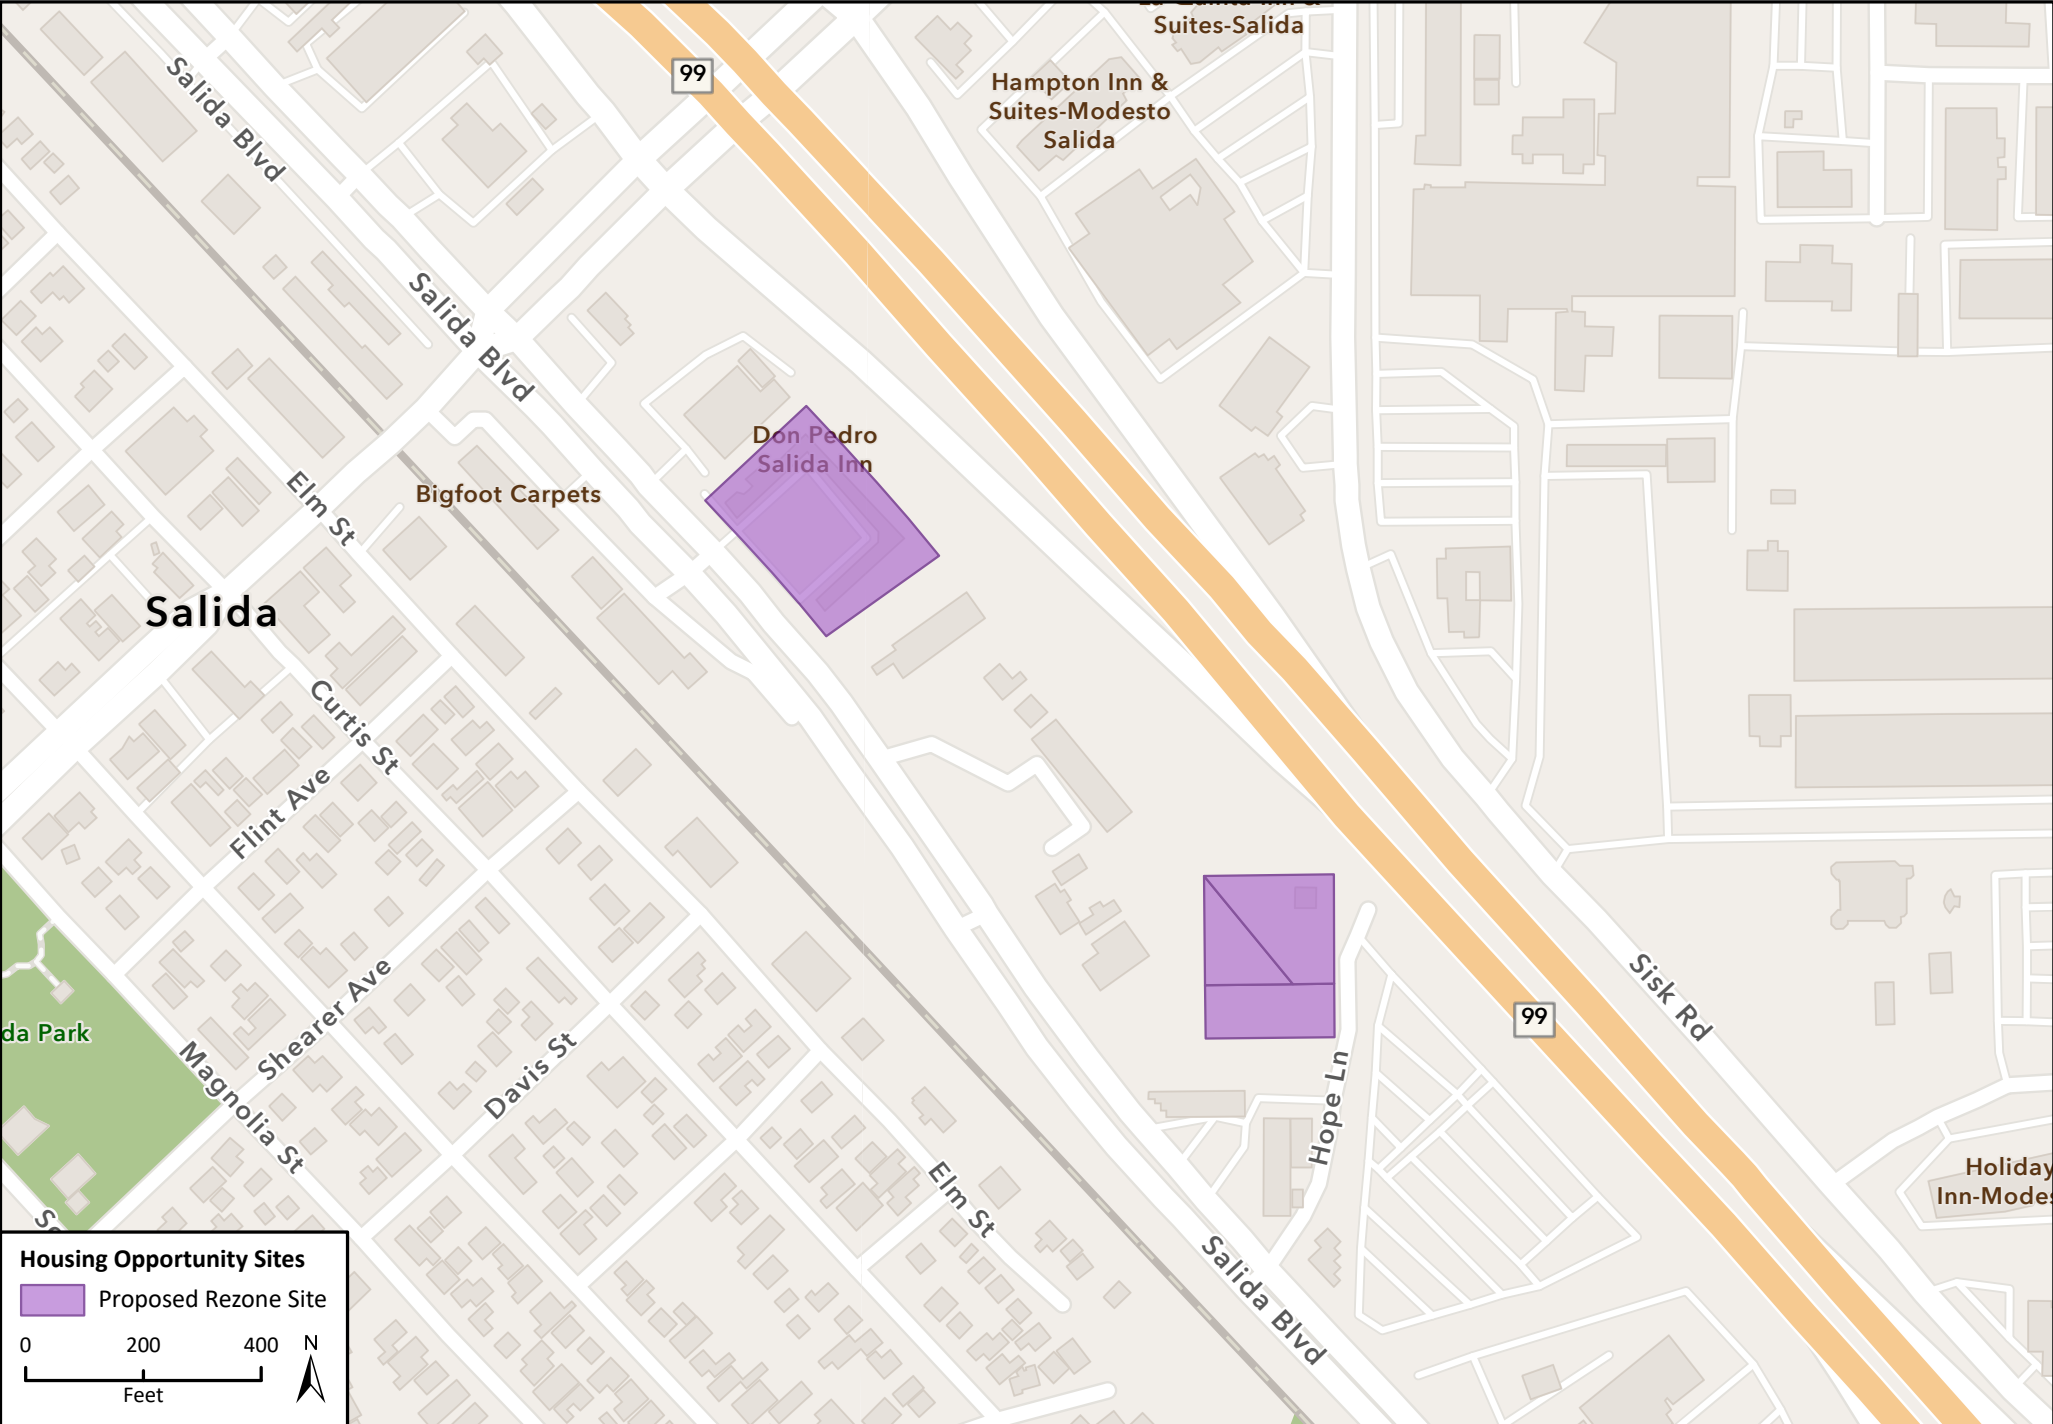 Suites-Salida
99
Hampton Inn &
Suites-Modesto
Salida
Salida Blvd
Salida Blvd
Don Pedro
Salida Inn
Bigfoot Carpets
Elm St
Salida
Curtis St
Flint Ave
Shearer Ave
Davis St
da Park
Magnolia St
Sisk Rd
99
Hope Ln
Elm St
Salida Blvd
Holiday
Inn-Modes
Housing Opportunity Sites
Proposed Rezone Site
0 200 400
Feet
N